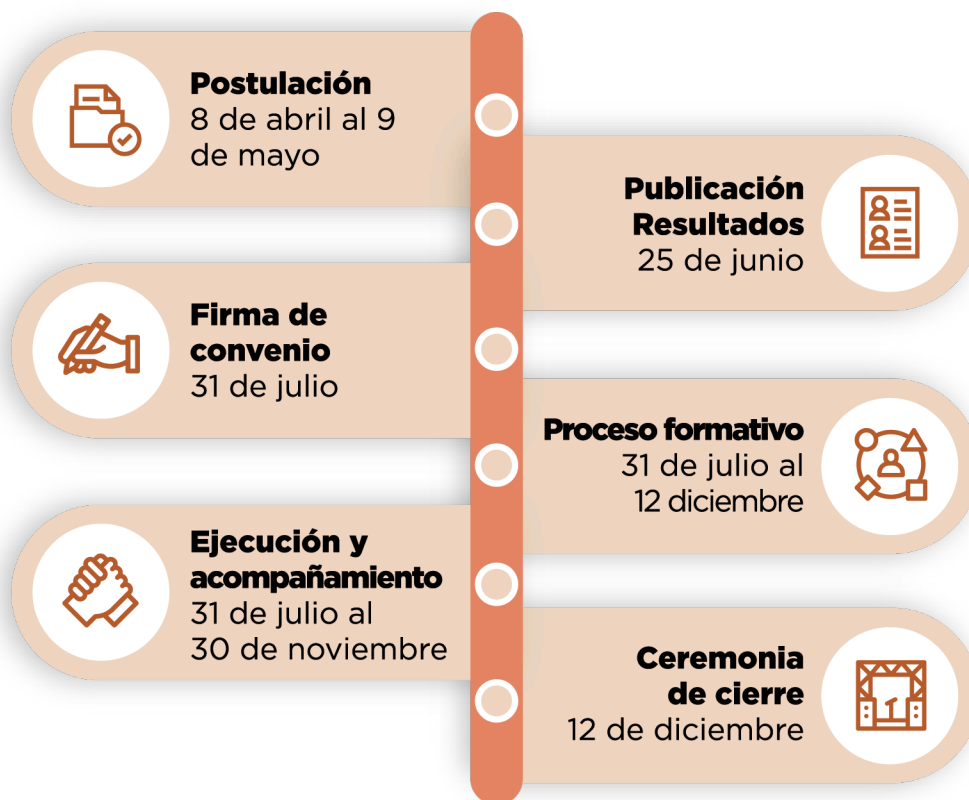 Postulación
8 de abril al 9
de mayo
Publicación
Resultados
25 de junio
Firma de
convenio
31 de julio
Proceso formativo
31 de julio al
12 diciembre
Ejecución y
acompañamiento
31 de julio al
30 de noviembre
Ceremonia
de cierre
12 de diciembre